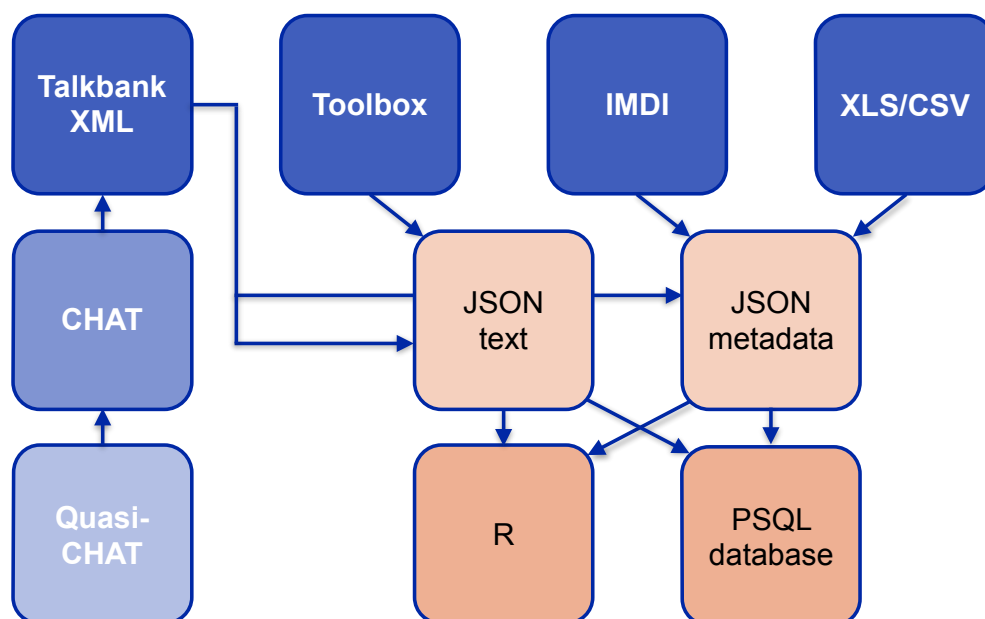 Talkbank
XML
Toolbox
IMDI
XLS/CSV
CHAT
JSON
text
JSON
metadata
Quasi-
CHAT
R
PSQL
database